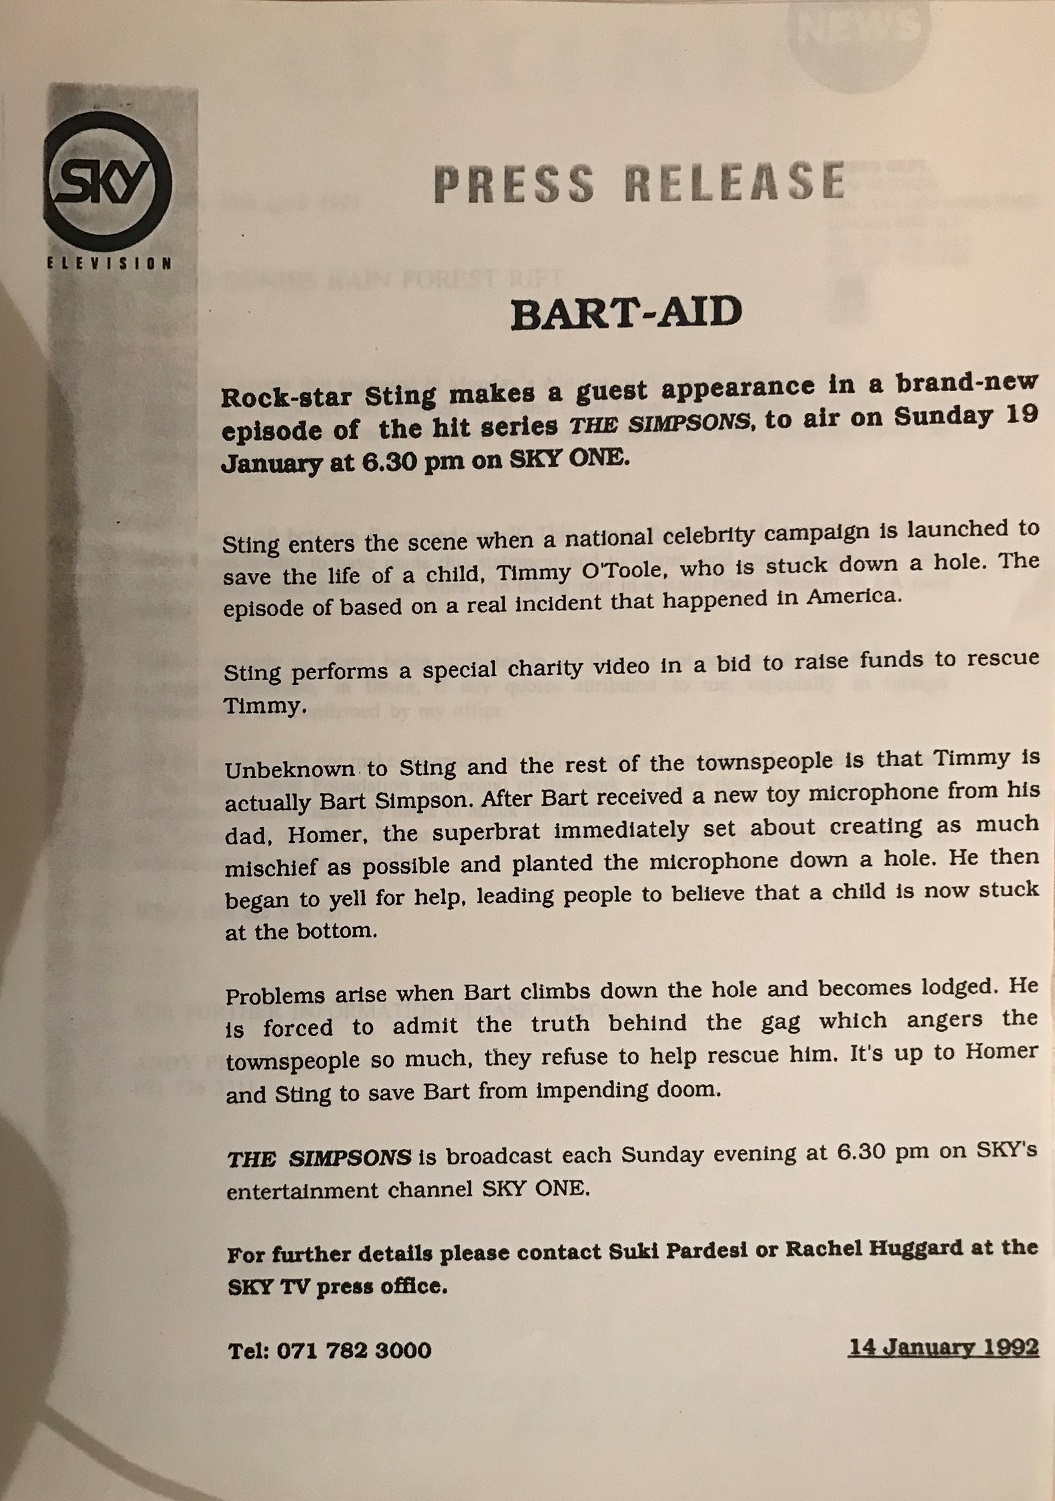 NEWS
SKY
ELEVISION
PRESS RELEASE
DENIES RAIN FOREST RIFT
BART-AID
Rock-star Sting makes a guest appearance in a brand-new
episode of the hit series THE SIMPSONS, to air on Sunday 19
January at 6.30 pm on SKY ONE.
Sting enters the scene when a national celebrity campaign is launched to
save the life of a child, Timmy O'Toole, who is stuck down a hole. The
episode of based on a real incident that happened in America.
Sting performs a special charity video in a bid to raise funds to rescue
Timmy.
Unbeknown to Sting and the rest of the townspeople is that Timmy is
actually Bart Simpson. After Bart received a new toy microphone from his
dad, Homer, the superbrat immediately set about creating as much
mischief as possible and planted the microphone down a hole. He then
began to yell for help, leading people to believe that a child is now stuck
at the bottom.
Problems arise when Bart climbs down the hole and becomes lodged. He
is forced to admit the truth behind the gag which angers the
townspeople so much, they refuse to help rescue him. It's up to Homer
and Sting to save Bart from impending doom.
THE SIMPSONS is broadcast each Sunday evening at 6.30 pm on SKY's
entertainment channel SKY ONE.
For further details please contact Suki Pardesi or Rachel Huggard at the
SKY TV press office.
Tel: 071 782 3000
14 January 1992